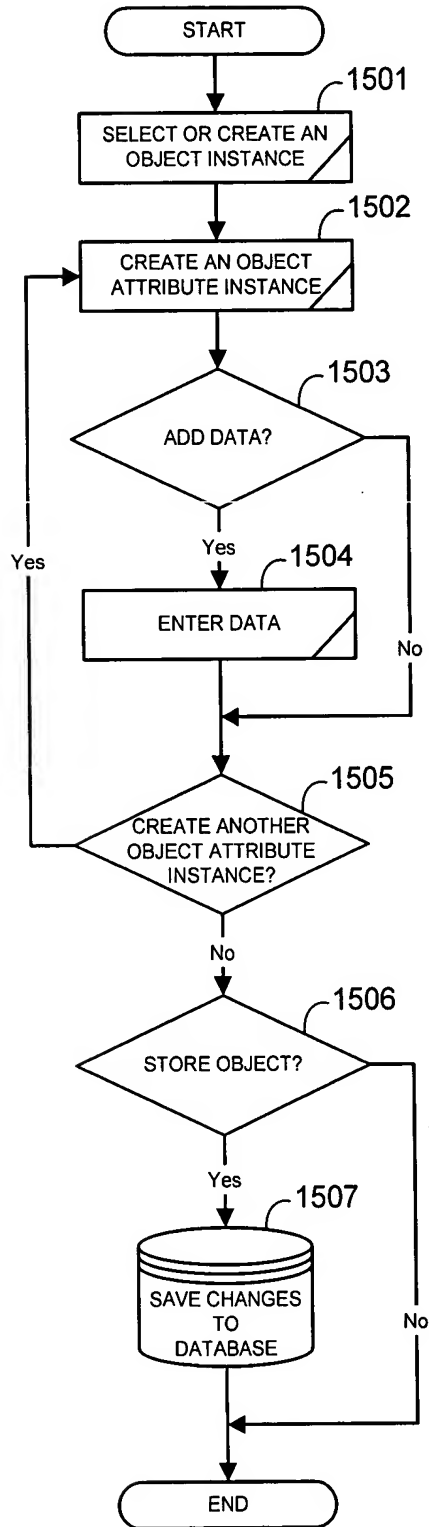 START
1501
SELECT OR CREATE AN
OBJECT INSTANCE
1502
CREATE AN OBJECT
ATTRIBUTE INSTANCE
1503
ADD DATA?
Yes
Yes
1504
ENTER DATA
No
1505
CREATE ANOTHER
OBJECT ATTRIBUTE
INSTANCE?
No
1506
STORE OBJECT?
Yes
1507
SAVE CHANGES
TO
DATABASE
No
END